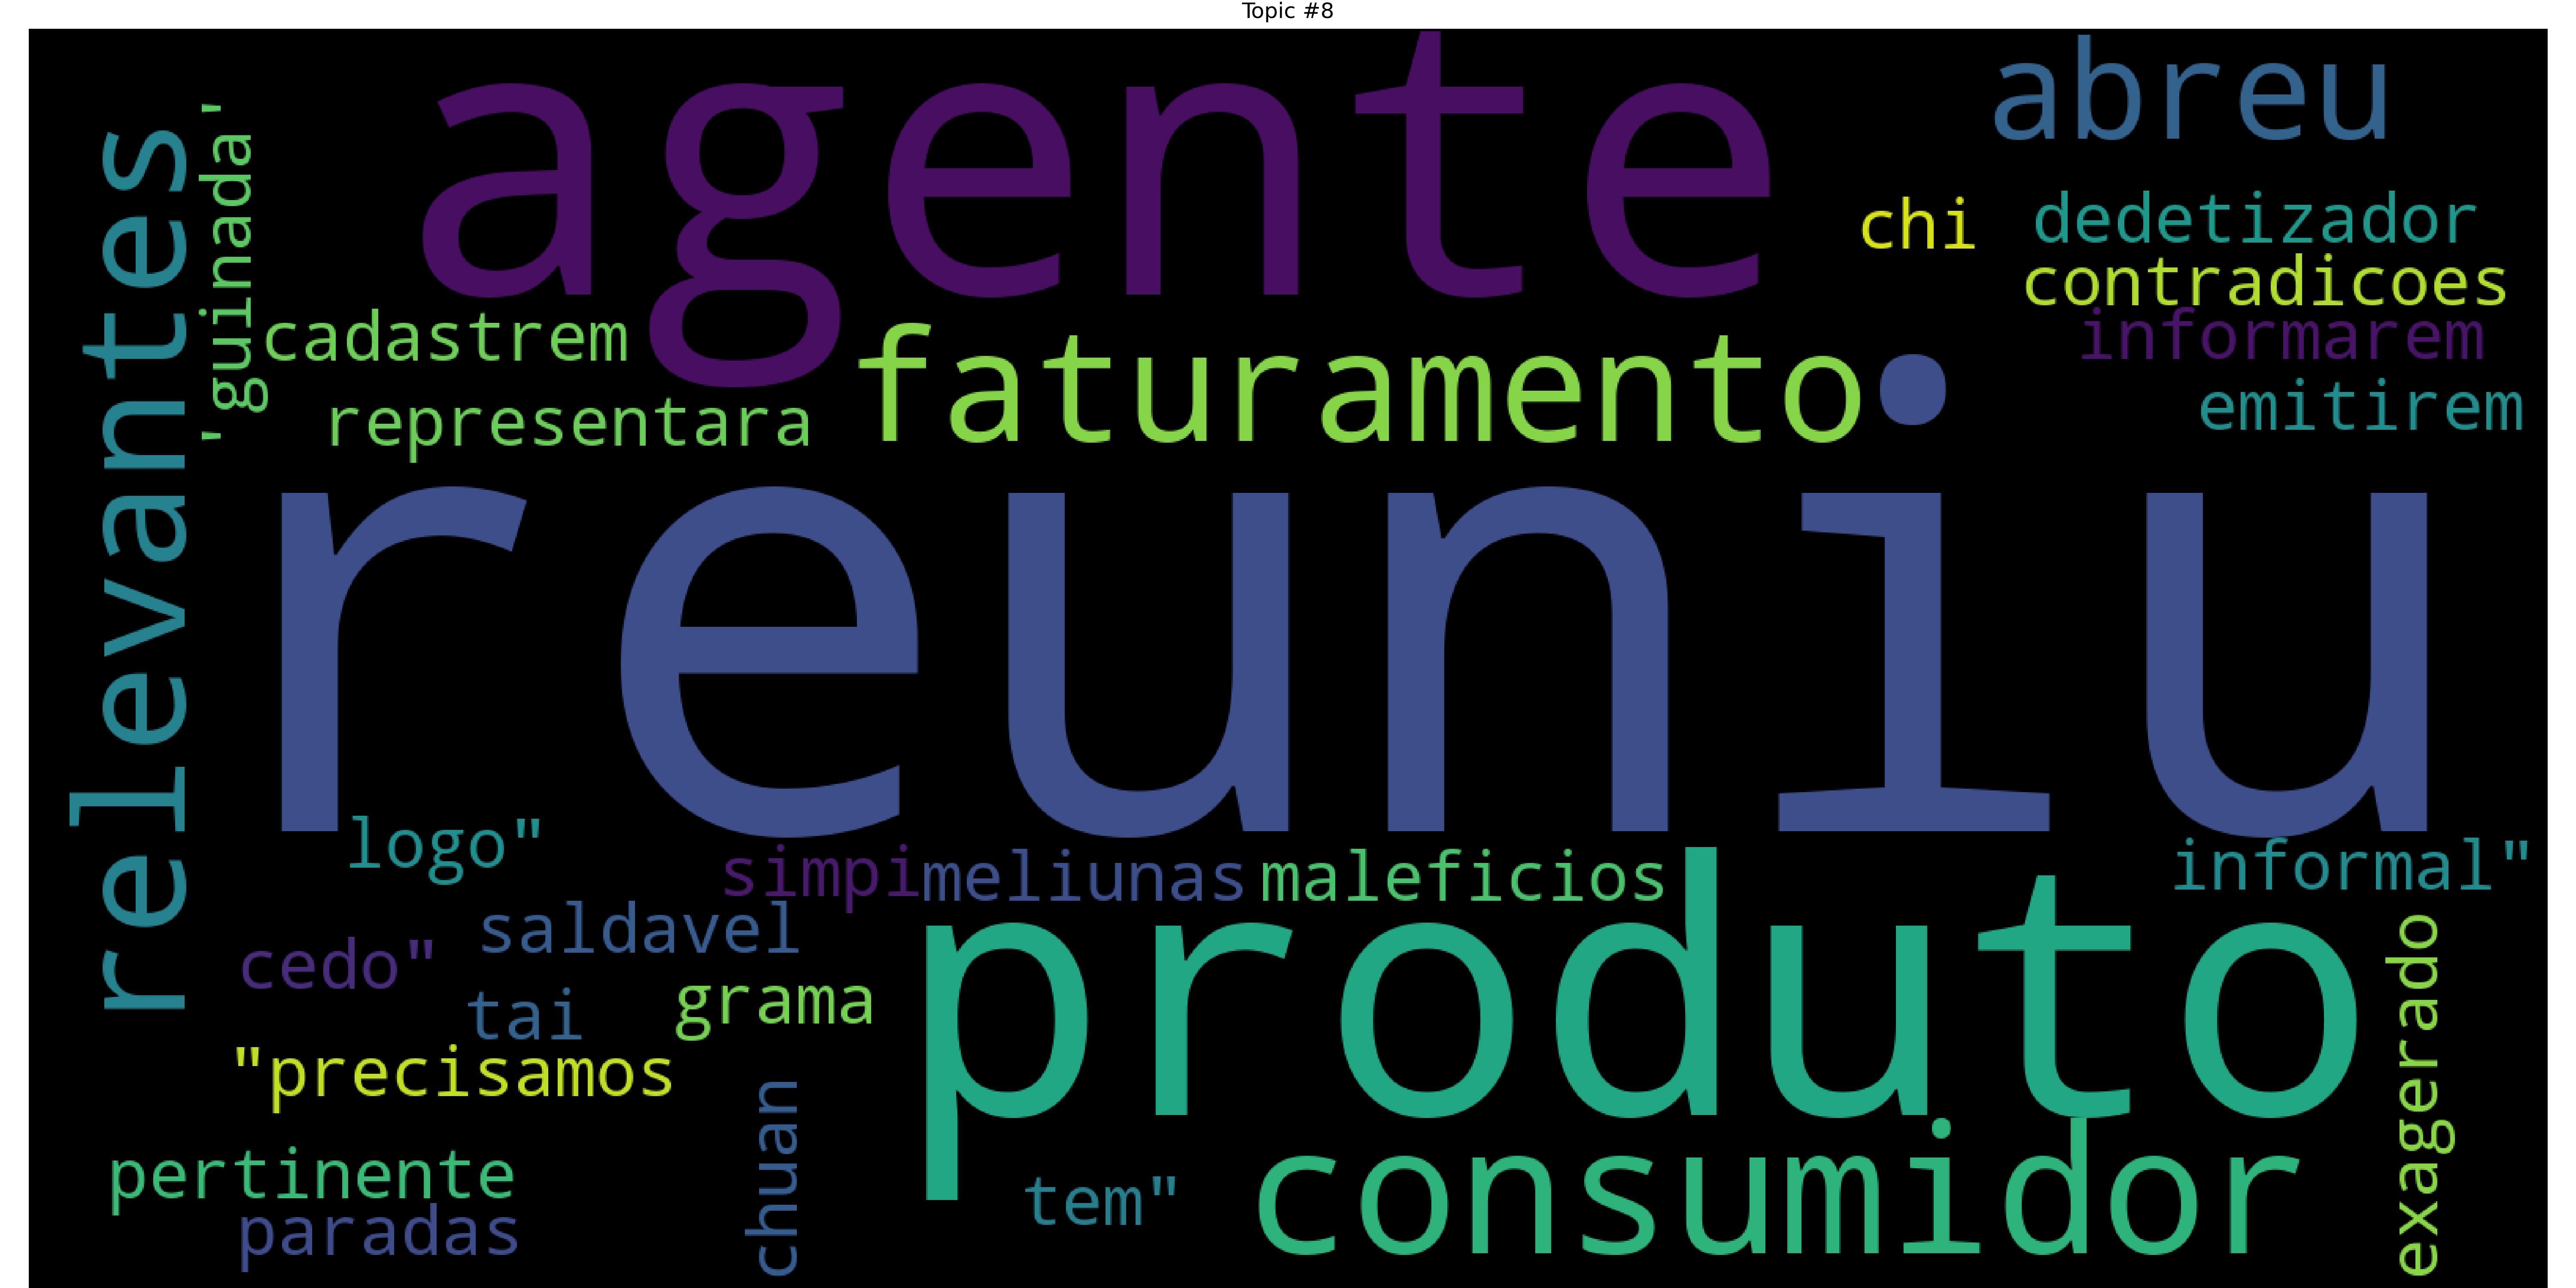 Topic #8
relevantes
'guinada'
agente
abreu
chi
dedetizador
contradicoes
cadastrem
informarem
faturamento
representara
emitirem
reuniu
logo"
simpi
meliunas
maleficios
informal"
saldavel
cedo"
tai
grama
produto
exagerado
"precisamos
chuan
pertinente
tem"
consumidor
paradas